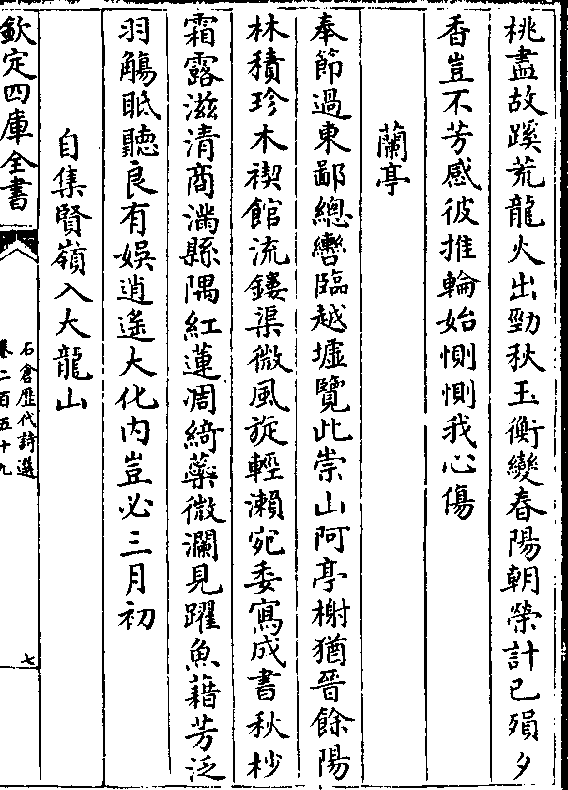 桃盡故蹊荒龍火出勁秋玉衡變春陽朝榮計已殞夕
香豈不芳感彼推輪始惻惻我心傷
蘭亭
奉節過東鄙總轡臨越墟覽此崇山阿亭榭猶晉餘陽
林積珍木禊館流鏤渠微風旋輕瀨宛委寫成書秋杪
霜露滋清商滿縣隅紅蓮凋綺藥微瀾見躍魚藉芳泛
羽觴眂聽良有娛逍遥大化内豈必三月初
自集賢嶺入大龍山
欽定四庫全書
石倉歴代詩選
卷二百五十九
七